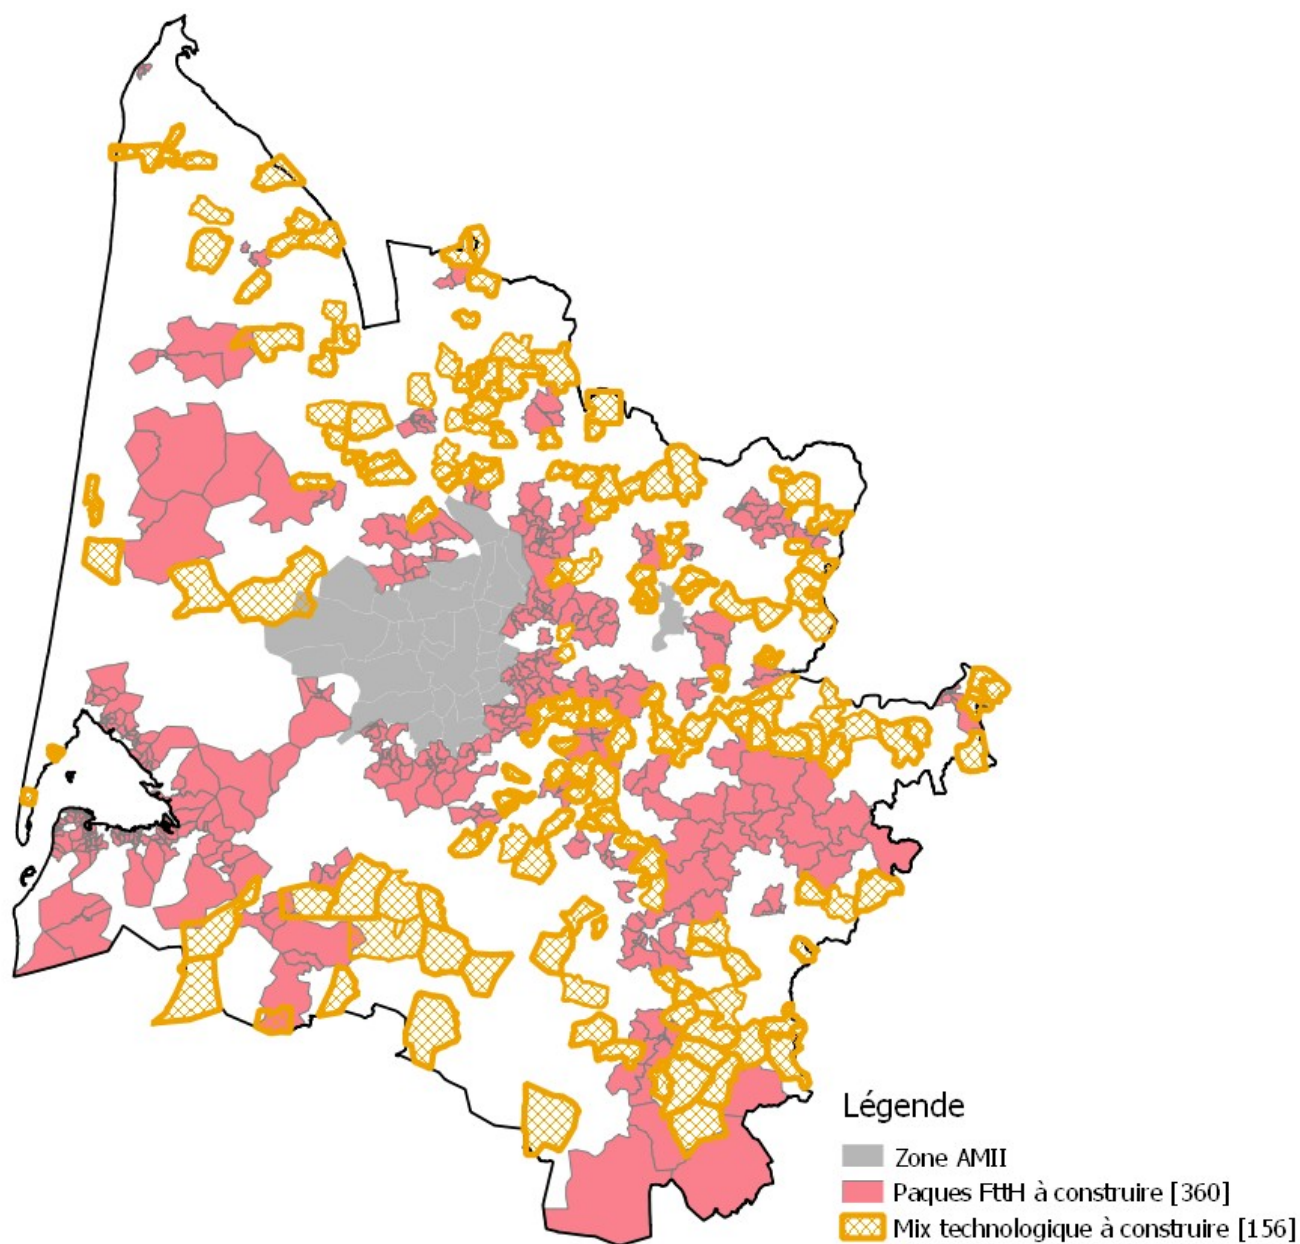 Légende
Zone AMII
Paques FttH à construire [360]
Mix technologique à construire [156]